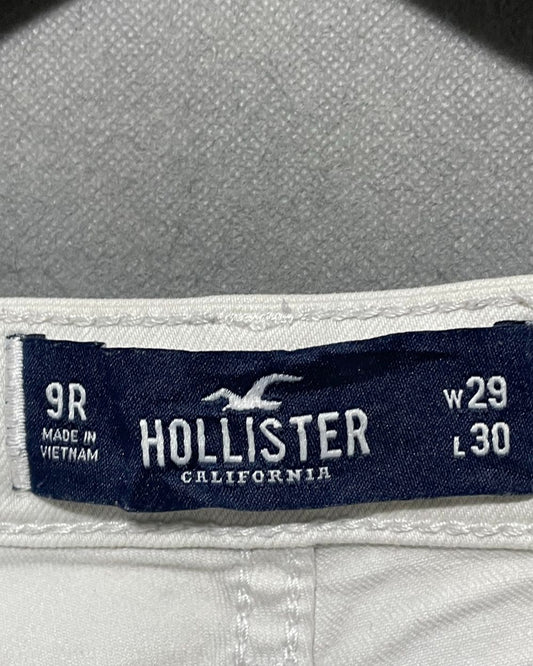 9R
MADE IN
VIETNAM
HOLLISTER
CALIFORNIA
W29
L30